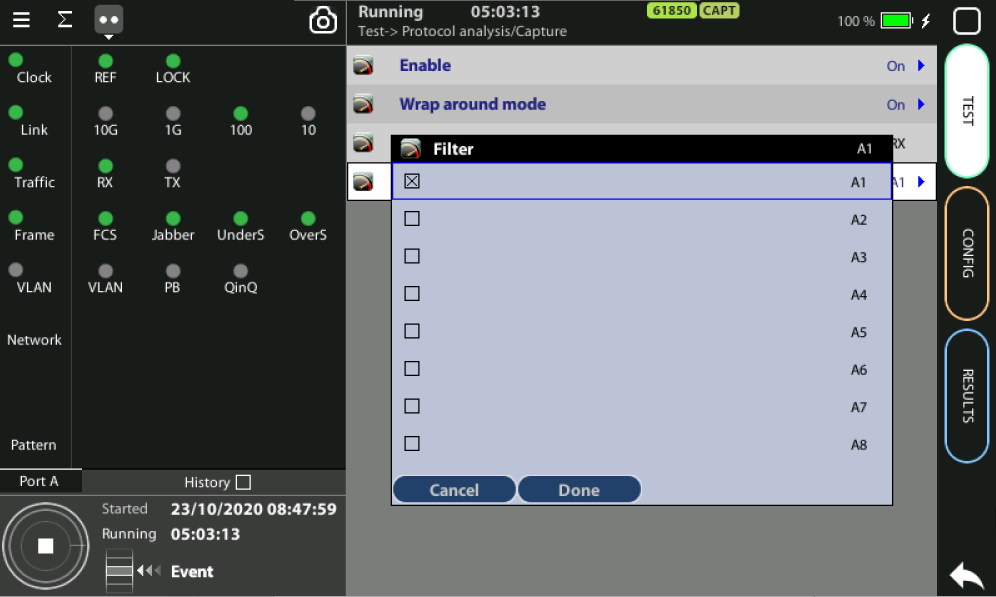 Σ
Running 05:03:13 61850 CAPT
Test-> Protocol analysis/Capture
100 %
Clock REF LOCK
Link 10G 1G 100 10
Traffic RX TX
Frame FCS Jabber UnderS OverS
VLAN VLAN PB QinQ
Network
Pattern
Port A History
Started 23/10/2020 08:47:59
Running 05:03:13
Event
Enable On
Wrap around mode On
RX
A1
Filter A1
A1
A2
A3
A4
A5
A6
A7
A8
Cancel Done
TEST
CONFIG
RESULTS